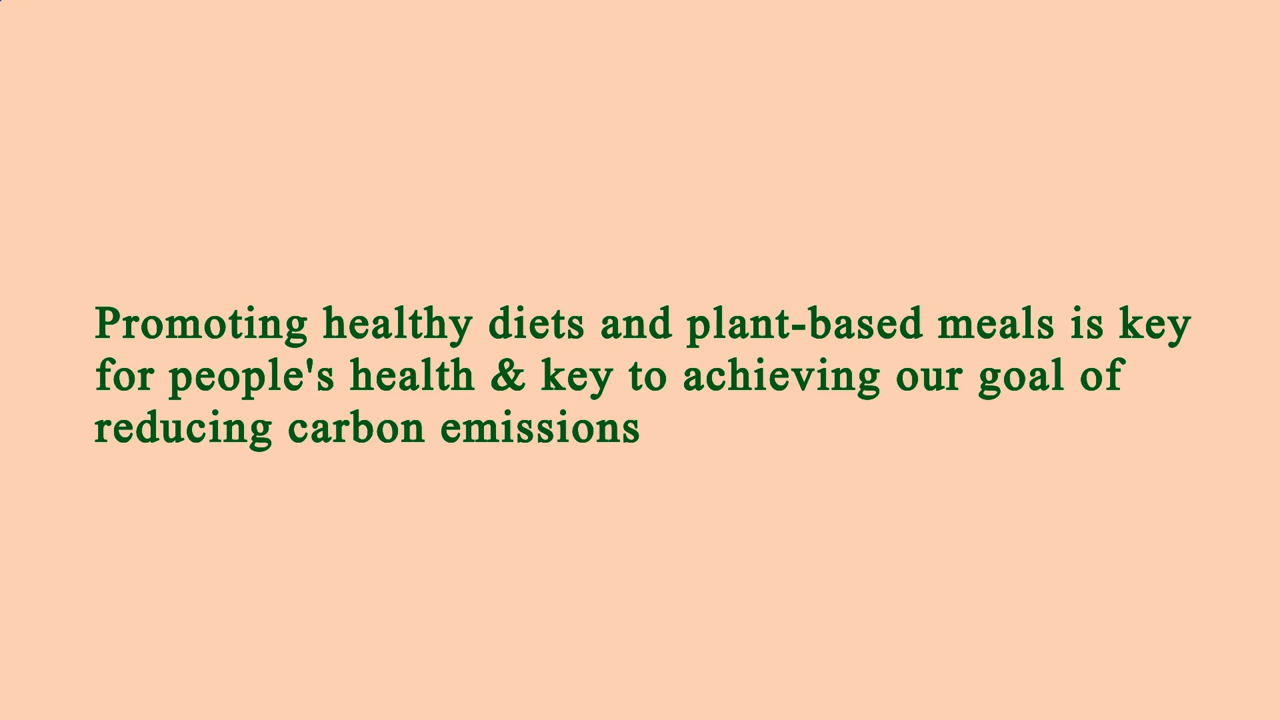 Promoting healthy diets and plant-based meals is key
for people's health & key to achieving our goal of
reducing carbon emissions